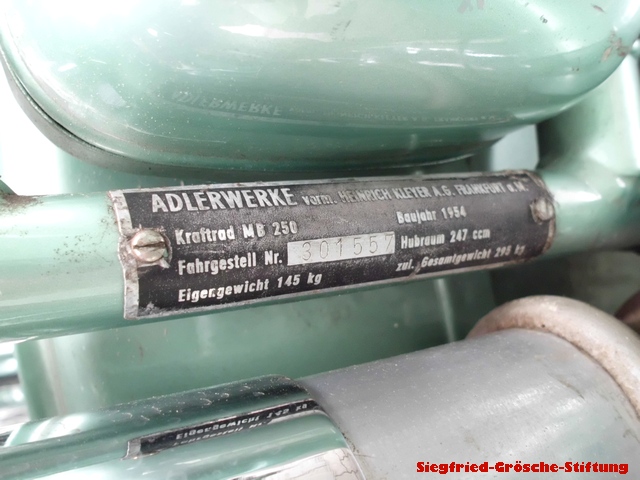 ADLERWERKE vorm. HEINRICH KLEYER A.G. FRANKFURT a.M.
Kraftrad MB 250 Baujahr 1954
Fahrgestell Nr. 301557 Hubraum 247 ccm
Eigengewicht 145 kg zul. Gesamtgewicht 298 kg
Siegfried-Grösche-Stiftung